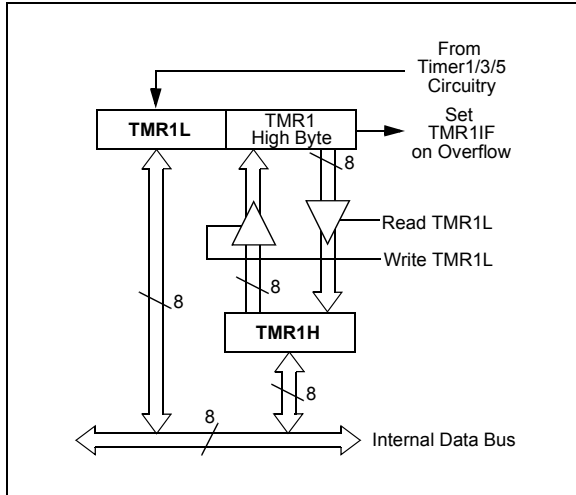 From
Timer1/3/5
Circuitry
TMR1L
TMR1
High Byte
Set
TMR1IF
on Overflow
8
Read TMR1L
Write TMR1L
8
8
TMR1H
8
8
Internal Data Bus